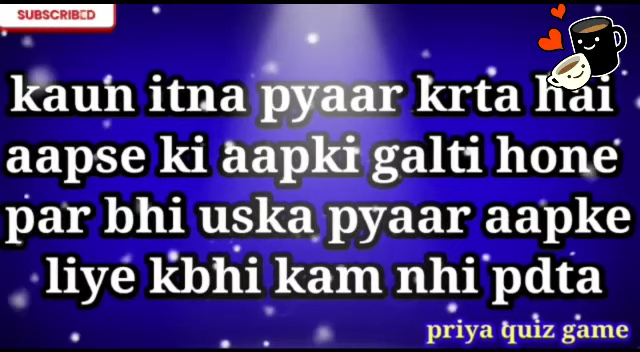 SUBSCRIBED
kaun itna pyaar krta hai
aapse ki aapki galti hone
par bhi uska pyaar aapke
liye kbhi kam nhi pdta
priya quiz game